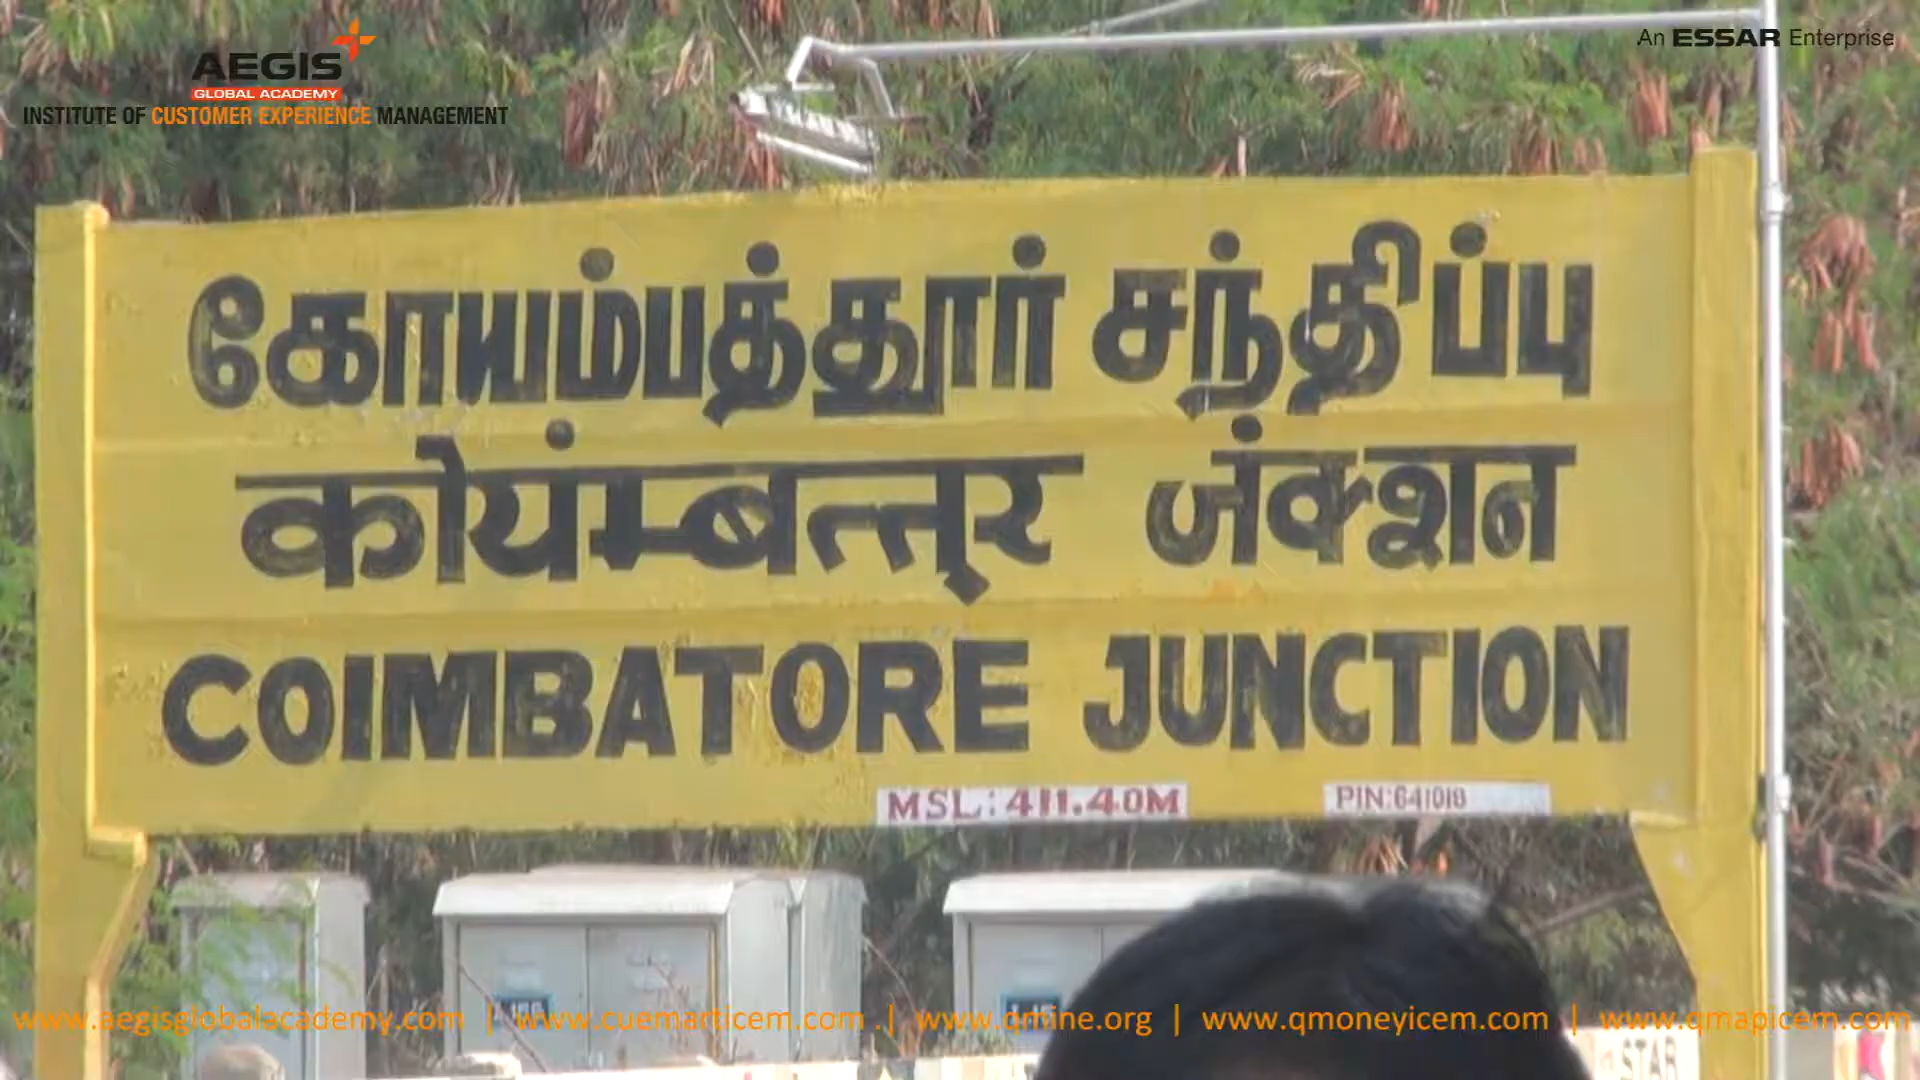 AEGIS
GLOBAL ACADEMY
INSTITUTE OF CUSTOMER EXPERIENCE MANAGEMENT
An ESSAR Enterprise
கோயம்பத்தூர் சந்திப்பு
कोयंम्बत्तूर जंक्शन
COIMBATORE JUNCTION
MSL: 411.40M
PIN:641018
www.aegisglobalacademy.com | www.cuemarticem.com . | www.qmine.org | www.qmoneyicem.com | www.qmapicem.com
STAR